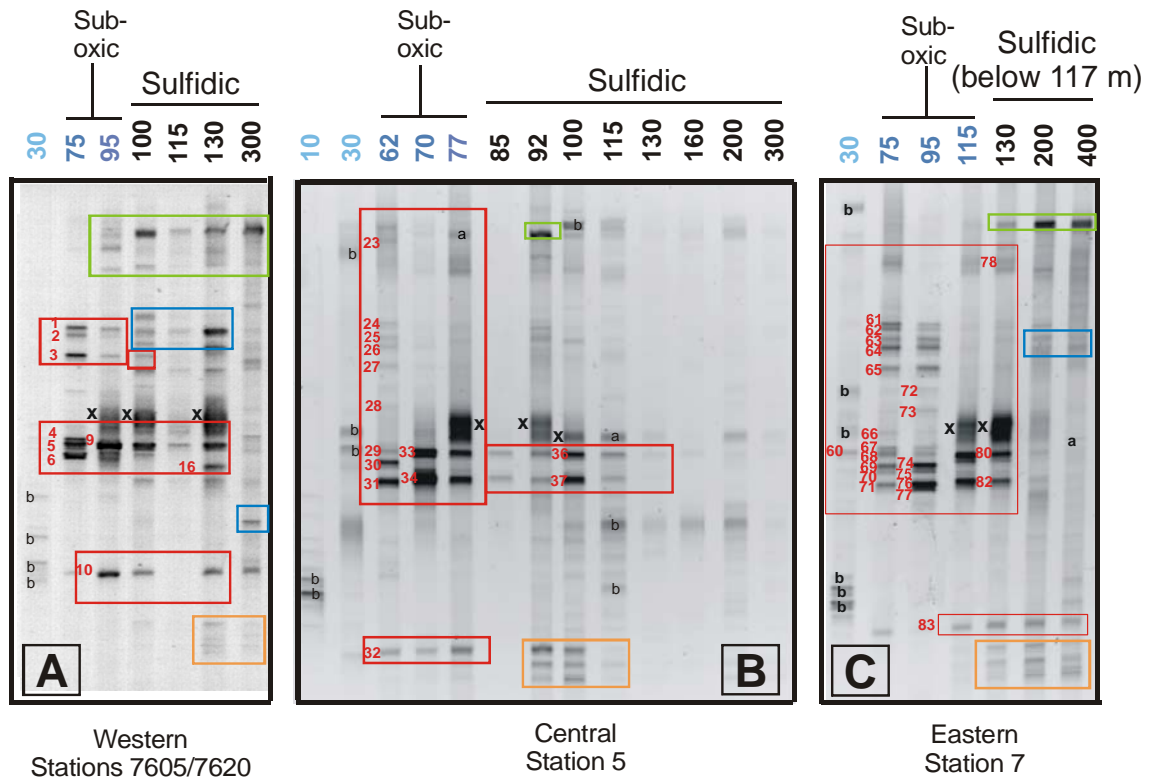 Sub-
oxic
Sulfidic
30 75 95 100 115 130 300
b
1
2
3
x x x
4
5 9
6
16
b
10
b
b
A
Western
Stations 7605/7620
Sub-
oxic
Sulfidic
10 30 62 70 77 85 92 100 115 130 160 200 300
b
23 a
b
24
25
26
27
28
x x
x
b a
29 33 36
b
30
31 34 37
b
b b
b
32
B
Central
Station 5
Sub-
oxic
Sulfidic
(below 117 m)
30 75 95 115 130 200 400
b
78
61
62
63
64
65
b 72
73
x x
b 66
a
60 67
68 80
69 74
70 75
71 76 82
77
b
b
b
83
C
Eastern
Station 7